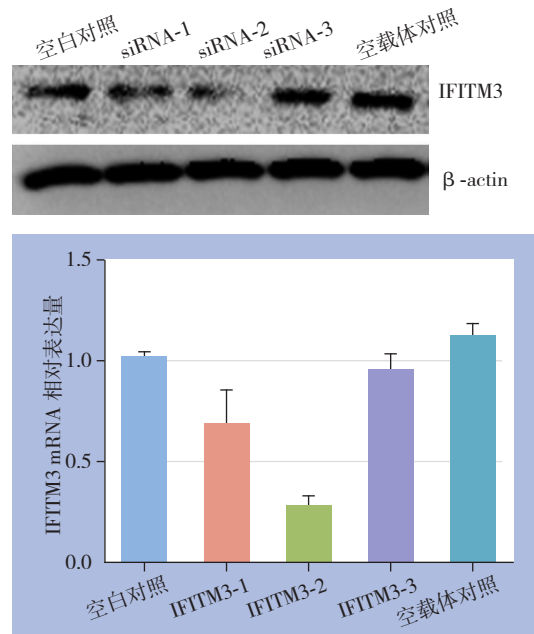 空白对照 siRNA-1 siRNA-2 siRNA-3 空载体对照
IFITM3
β-actin
IFITM3 mRNA 相对表达量
1.5
1.0
0.5
0.0
空白对照 IFITM3-1 IFITM3-2 IFITM3-3 空载体对照